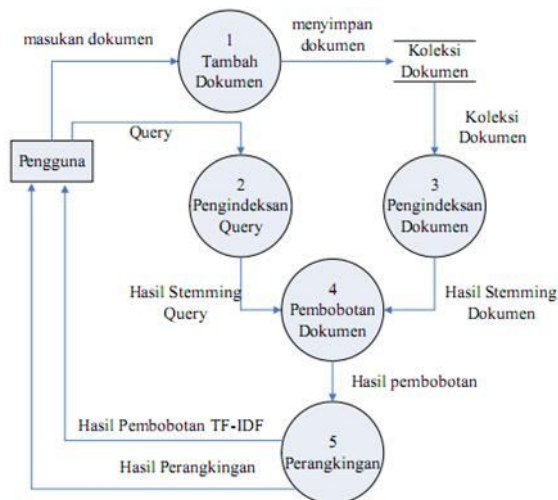 masukan dokumen
1
Tambah
Dokumen
menyimpan
dokumen
Koleksi
Dokumen
Query
Koleksi
Dokumen
Pengguna
2
Pengindeksan
Query
3
Pengindeksan
Dokumen
Hasil Stemming
Query
4
Pembobotan
Dokumen
Hasil Stemming
Dokumen
Hasil pembobotan
Hasil Pembobotan TF-IDF
Hasil Perangkingan
5
Perangkingan